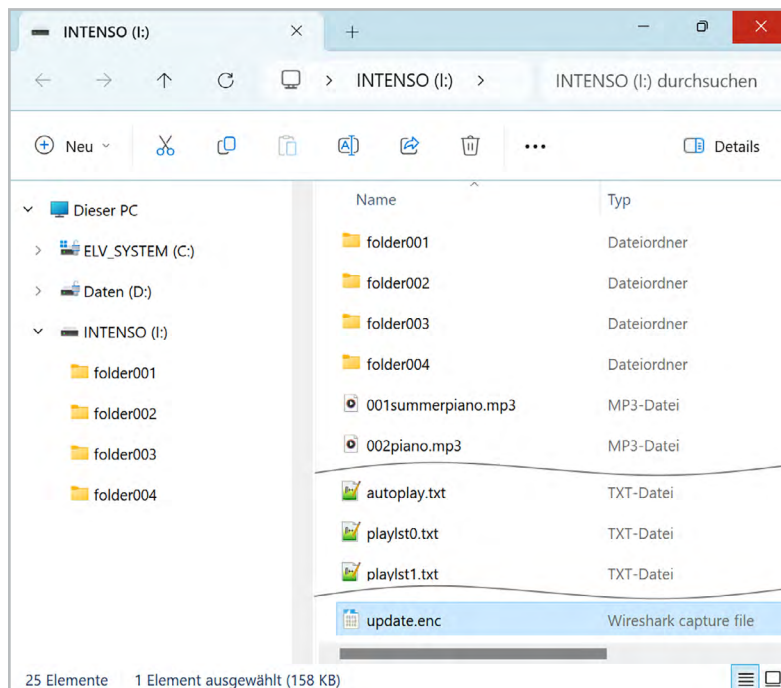 INTENSO (I:)
INTENSO (I:)
INTENSO (I:) durchsuchen
Neu
Details
Dieser PC
ELV_SYSTEM (C:)
Daten (D:)
INTENSO (I:)
folder001
folder002
folder003
folder004
Name Typ
folder001 Dateiordner
folder002 Dateiordner
folder003 Dateiordner
folder004 Dateiordner
001summerpiano.mp3 MP3-Datei
002piano.mp3 MP3-Datei
autoplay.txt TXT-Datei
playlst0.txt TXT-Datei
playlst1.txt TXT-Datei
update.enc Wireshark capture file
25 Elemente 1 Element ausgewählt (158 KB)